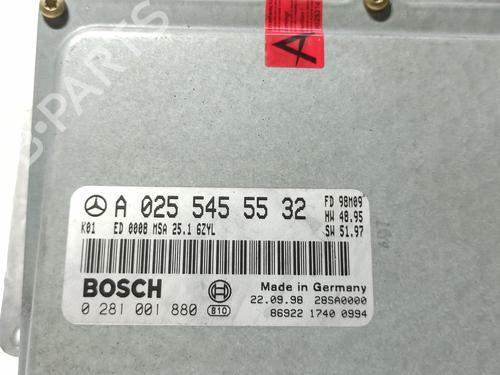 A
A 025 545 55 32
FD 98M09
HW 48.95
SW 51.97
K01 ED 0008 MSA 25.1 6ZYL
BOSCH
Made in Germany
22.09.98 28SA0000
0 281 001 880 B10
86922 1740 0994
B-PARTS